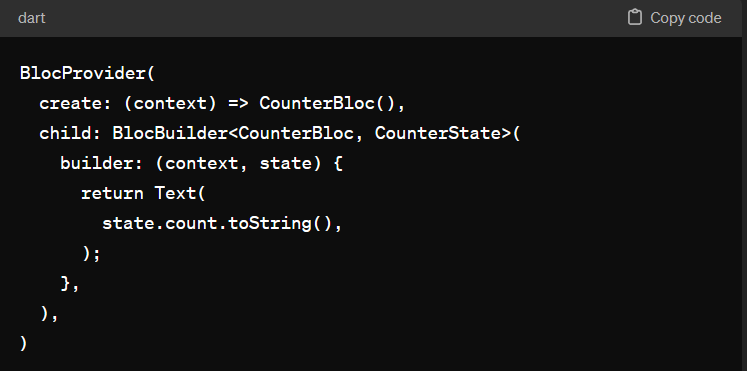 dart
Copy code
BlocProvider(
  create: (context) => CounterBloc(),
  child: BlocBuilder<CounterBloc, CounterState>(
    builder: (context, state) {
      return Text(
        state.count.toString(),
      );
    },
  ),
)